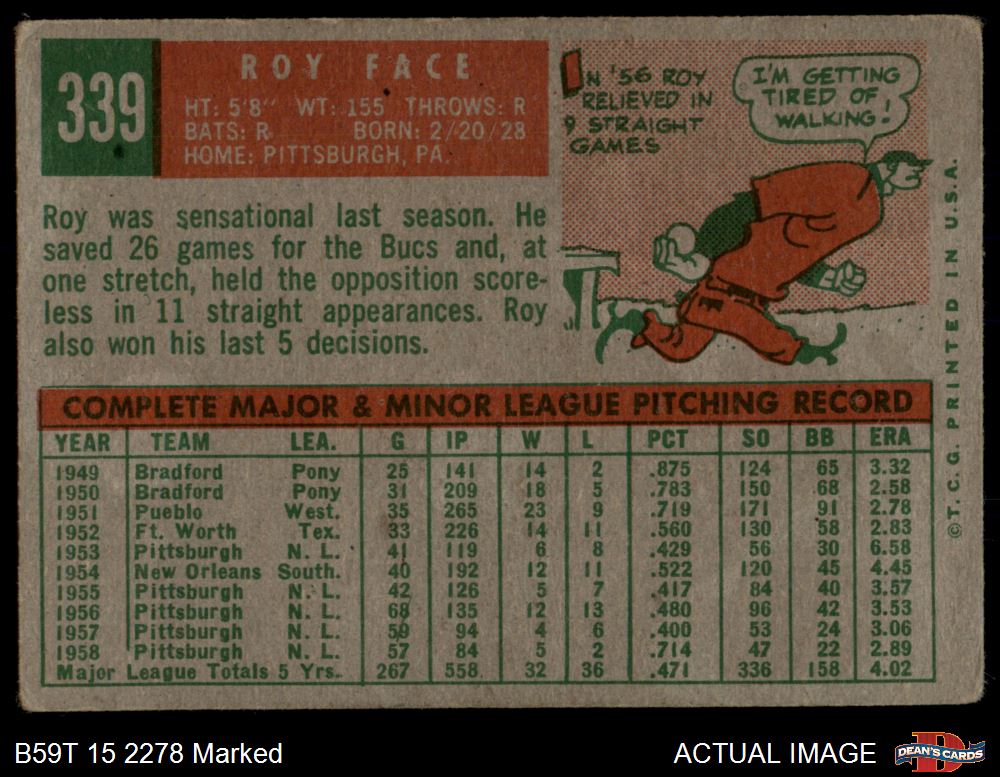 339
ROY FACE
HT: 5'8" WT: 155 THROWS: R
BATS: R BORN: 2/20/28
HOME: PITTSBURGH, PA.
IN '56 ROY
RELIEVED IN
9 STRAIGHT
GAMES
I'M GETTING
TIRED OF
WALKING!
Roy was sensational last season. He
saved 26 games for the Bucs and, at
one stretch, held the opposition score-
less in 11 straight appearances. Roy
also won his last 5 decisions.
COMPLETE MAJOR & MINOR LEAGUE PITCHING RECORD
YEAR TEAM LEA. G IP W L PCT SO BB ERA
1949 Bradford Pony 25 141 14 2 .875 124 65 3.32
1950 Bradford Pony 31 209 18 5 .783 150 68 2.58
1951 Pueblo West. 35 265 23 9 .719 171 91 2.78
1952 Ft. Worth Tex. 33 226 14 11 .560 130 58 2.83
1953 Pittsburgh N. L. 41 119 6 8 .429 56 30 6.58
1954 New Orleans South. 40 192 12 11 .522 120 45 4.45
1955 Pittsburgh N. L. 42 126 5 7 .417 84 40 3.57
1956 Pittsburgh N. L. 68 135 12 13 .480 96 42 3.53
1957 Pittsburgh N. L. 59 94 4 6 .400 53 24 3.06
1958 Pittsburgh N. L. 57 84 5 2 .714 47 22 2.89
Major League Totals 5 Yrs. 267 558 32 36 .471 336 158 4.02
©T.C.G. PRINTED IN U.S.A.
B59T 15 2278 Marked
ACTUAL IMAGE
DEAN'S CARDS